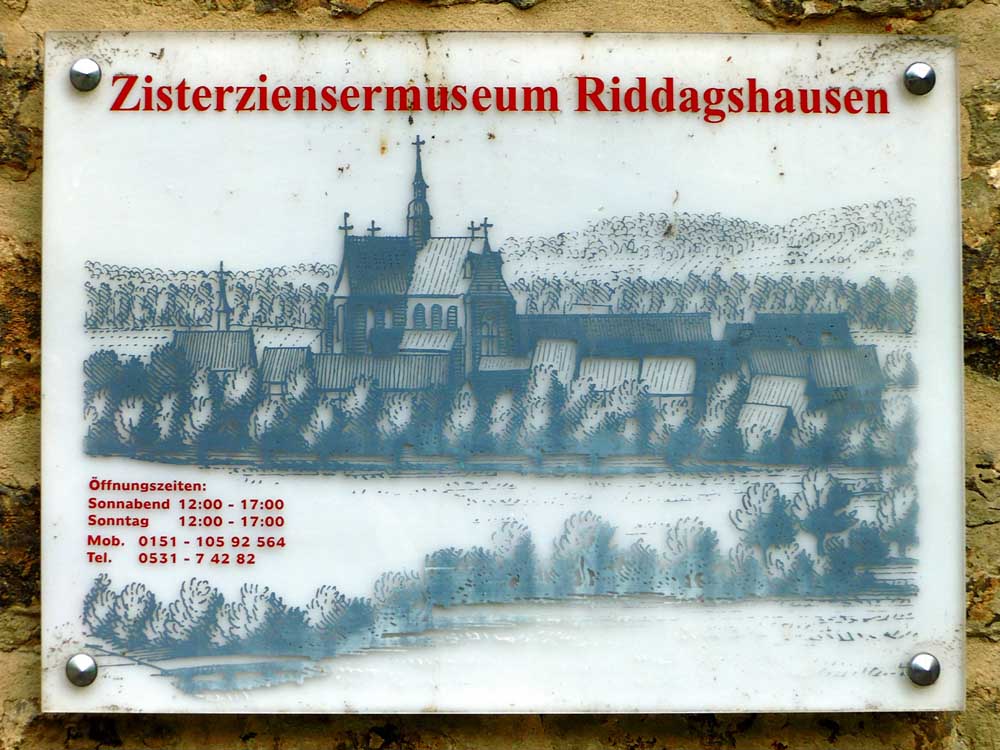 Zisterziensermuseum Riddagshausen
Öffnungszeiten:
Sonnabend 12:00 - 17:00
Sonntag 12:00 - 17:00
Mob. 0151 - 105 92 564
Tel. 0531 - 7 42 82